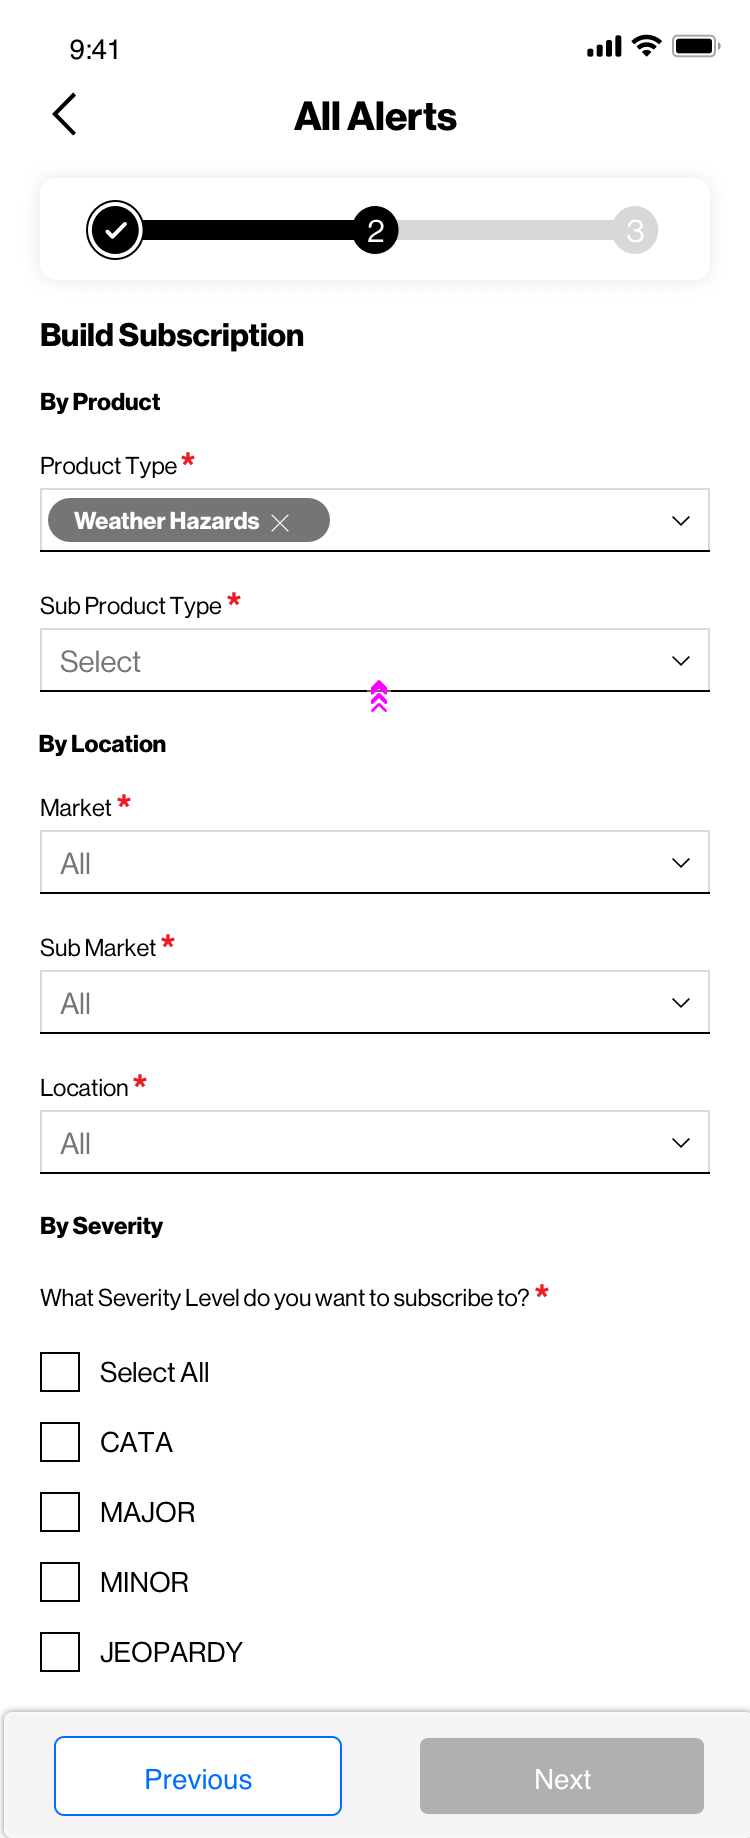 9:41
All Alerts
2
3
Build Subscription
By Product
Product Type *
Weather Hazards
Sub Product Type *
Select
By Location
Market *
All
Sub Market *
All
Location *
All
By Severity
What Severity Level do you want to subscribe to? *
Select All
CATA
MAJOR
MINOR
JEOPARDY
Previous
Next